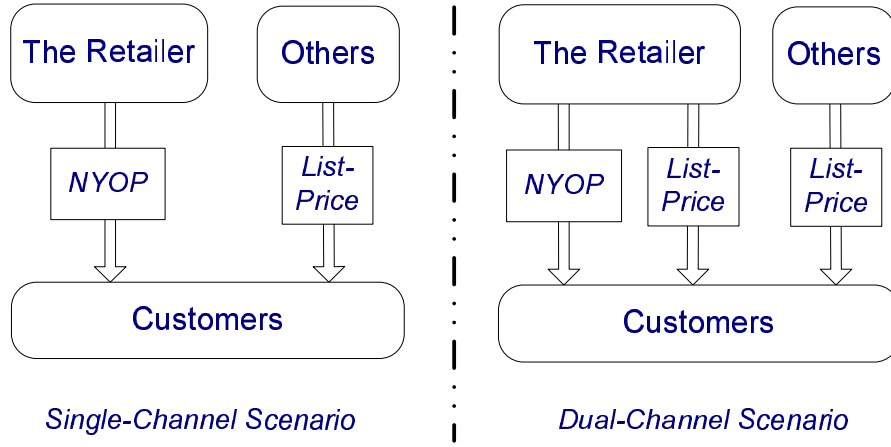 The Retailer
Others
NYOP
List-
Price
Customers
Single-Channel Scenario
The Retailer
Others
NYOP
List-
Price
List-
Price
Customers
Dual-Channel Scenario